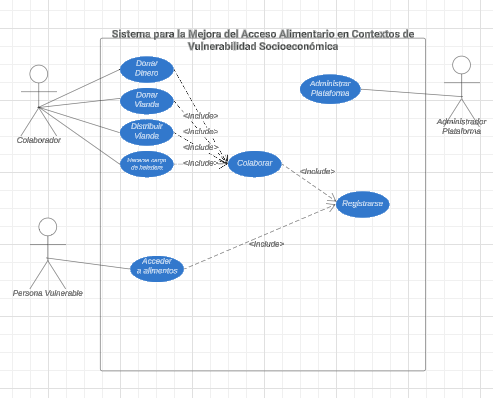 Sistema para la Mejora del Acceso Alimentario en Contextos de
Vulnerabilidad Socioeconómica
Donar
Dinero
Donar
Vianda
Distribuir
Vianda
Hacerse cargo
de heladera
Colaborador
<Include>
<Include>
<Include>
<Include>
Colaborar
Administrar
Plataforma
Administrador
Plataforma
<Include>
Registrarse
<Include>
Acceder
a alimentos
Persona Vulnerable